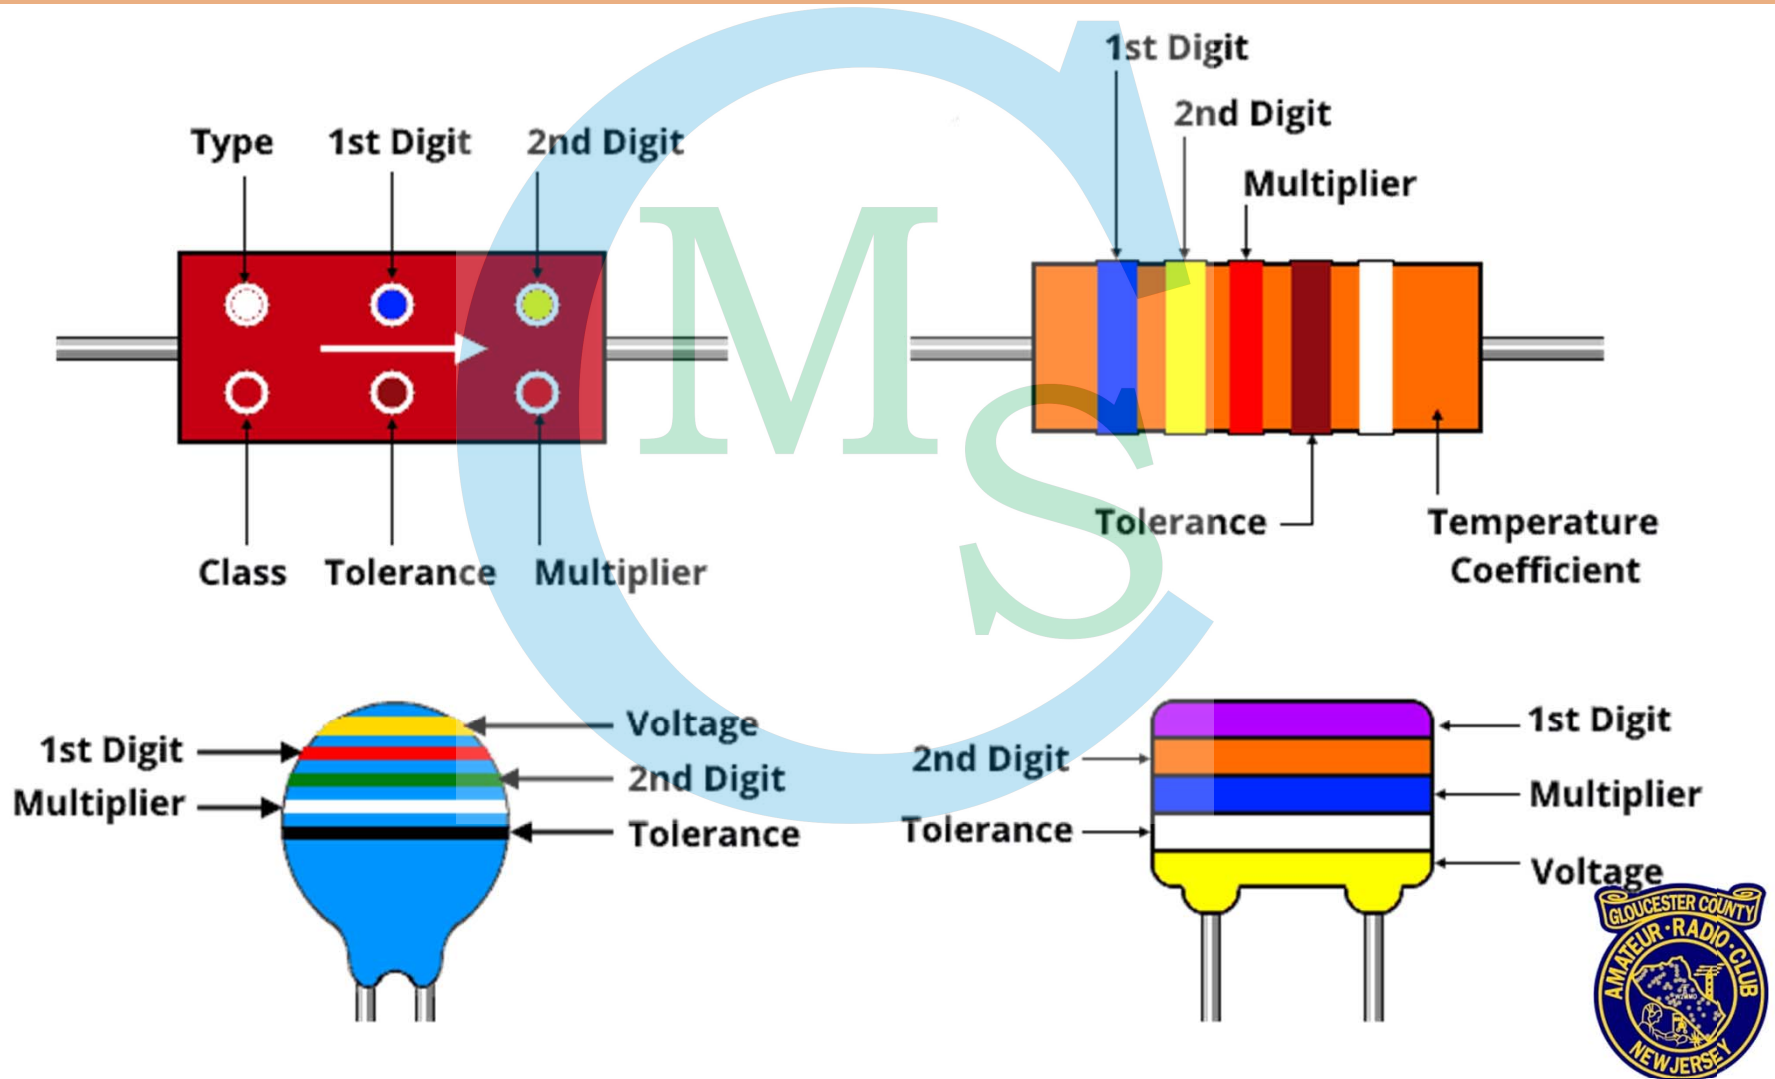 1st Digit
2nd Digit
Multiplier
Type
1st Digit
2nd Digit
Class
Tolerance
Multiplier
Tolerance
Temperature
Coefficient
1st Digit
Multiplier
Voltage
2nd Digit
Tolerance
2nd Digit
Tolerance
1st Digit
Multiplier
Voltage
CMS
GLOUCESTER COUNTY
AMATEUR · RADIO · CLUB
NEW JERSEY